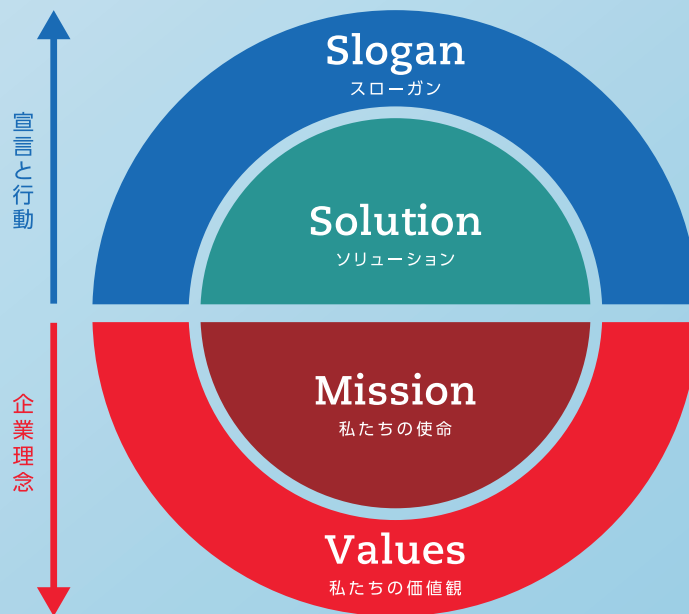 Slogan
スローガン
宣言と行動
Solution
ソリューション
Mission
私たちの使命
企業理念
Values
私たちの価値観